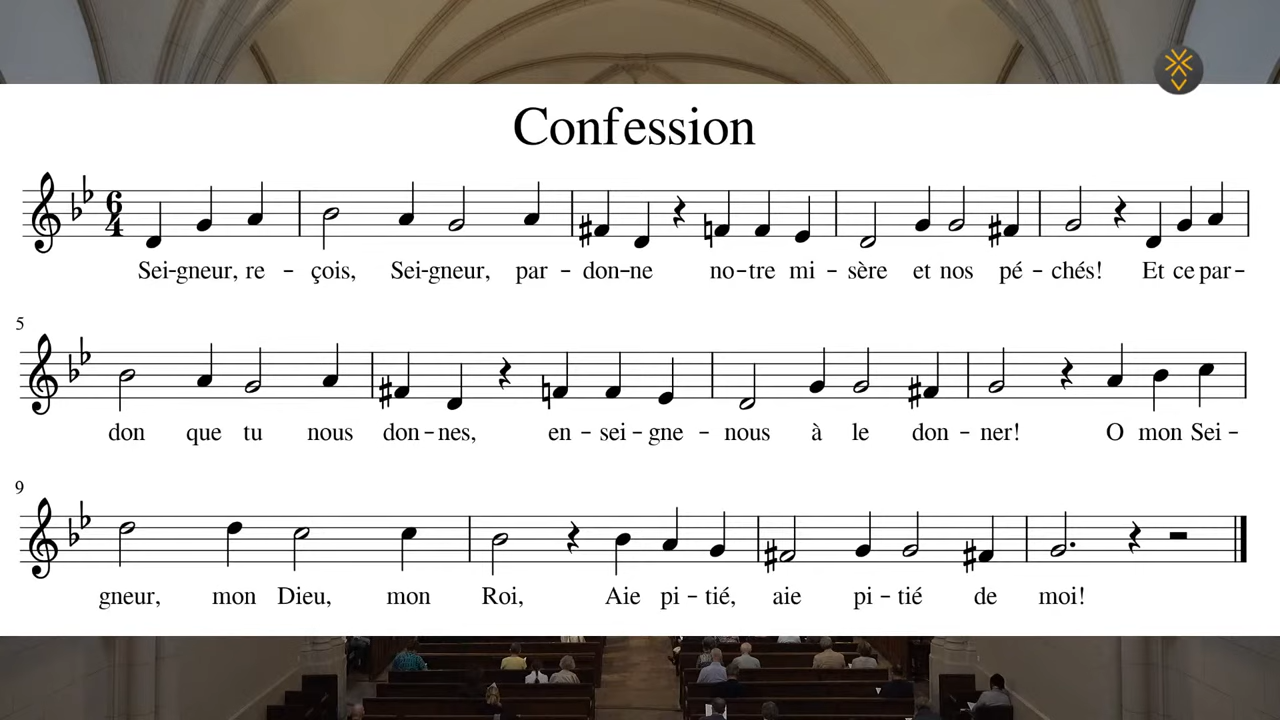 Confession
6
4
Sei-gneur, re - çois, Sei-gneur, par - don-ne no-tre mi - sère et nos pé - chés! Et ce par-
5
don que tu nous don-nes, en - sei - gne - nous à le don - ner! O mon Sei -
9
gneur, mon Dieu, mon Roi, Aie pi - tié, aie pi - tié de moi!